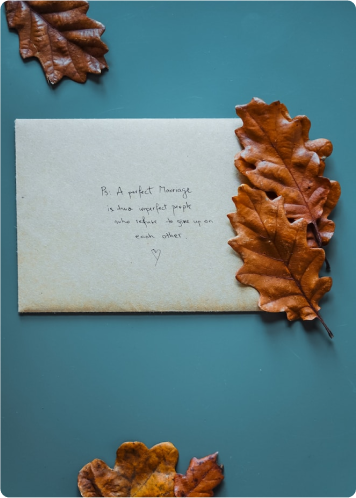 Ps: A perfect Marriage
is two imperfect people
who refuse to give up on
each other